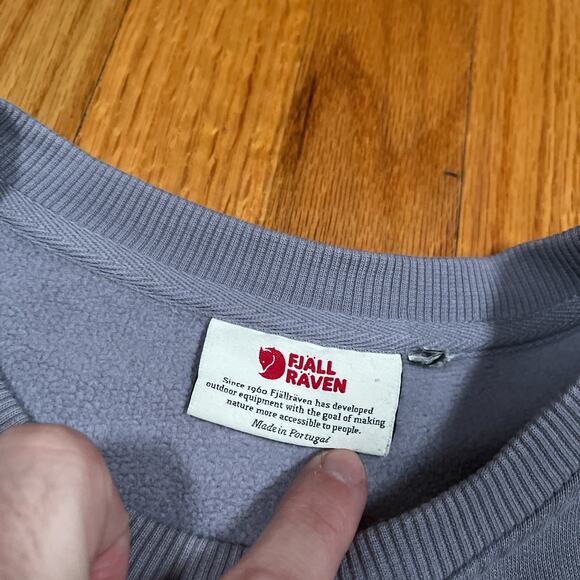 FJÄLL
RÄVEN
Since 1960 Fjällräven has developed
outdoor equipment with the goal of making
nature more accessible to people.
Made in Portugal